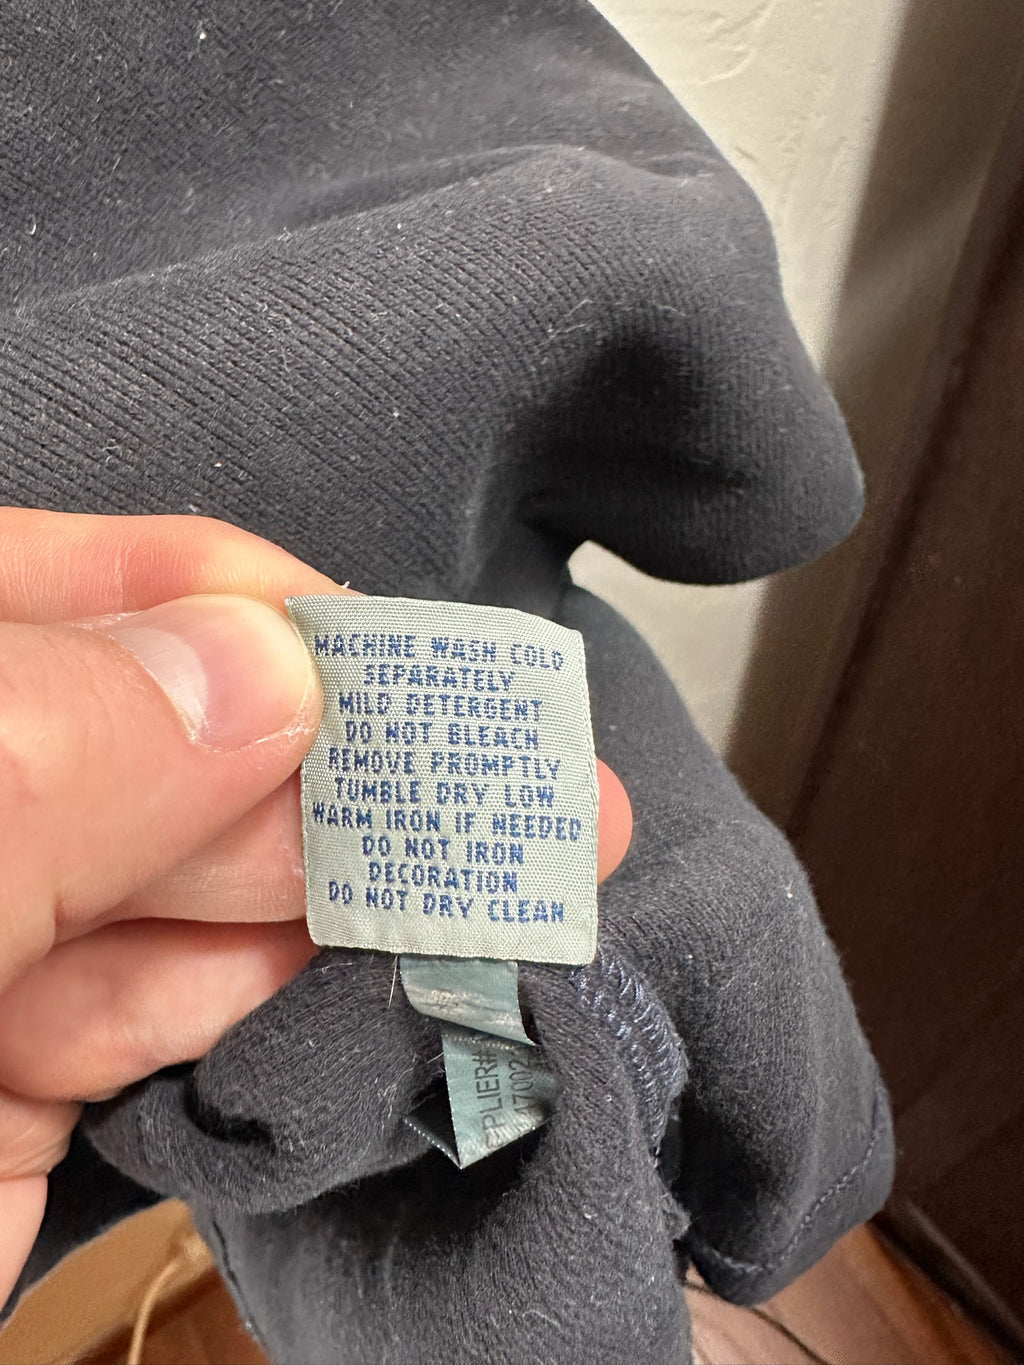 MACHINE WASH COLD
SEPARATELY
MILD DETERGENT
DO NOT BLEACH
REMOVE PROMPTLY
TUMBLE DRY LOW
WARM IRON IF NEEDED
DO NOT IRON
DECORATION
DO NOT DRY CLEAN
PLIER#